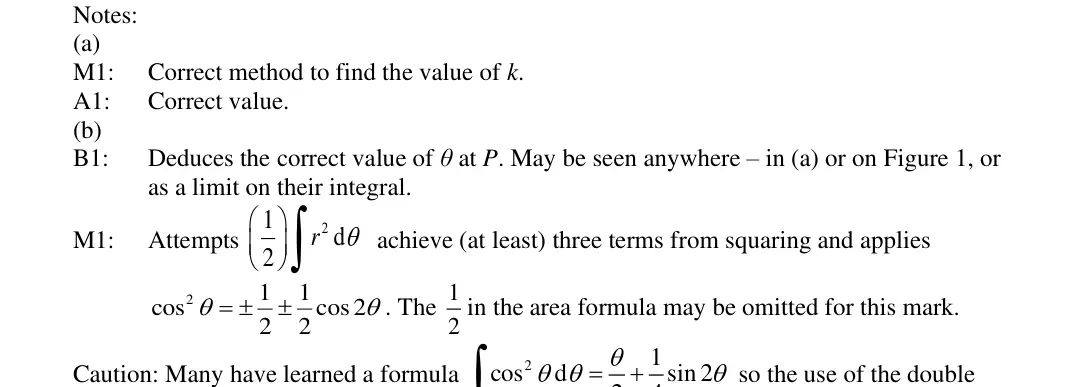 Notes:
(a)
M1: Correct method to find the value of k.
A1: Correct value.
(b)
B1: Deduces the correct value of θ at P. May be seen anywhere – in (a) or on Figure 1, or
as a limit on their integral.
M1: Attempts (1/2) ∫ r² dθ achieve (at least) three terms from squaring and applies
cos² θ = ± 1/2 ± 1/2 cos 2θ . The 1/2 in the area formula may be omitted for this mark.
Caution: Many have learned a formula ∫ cos² θ dθ = θ/2 + 1/4 sin 2θ so the use of the double